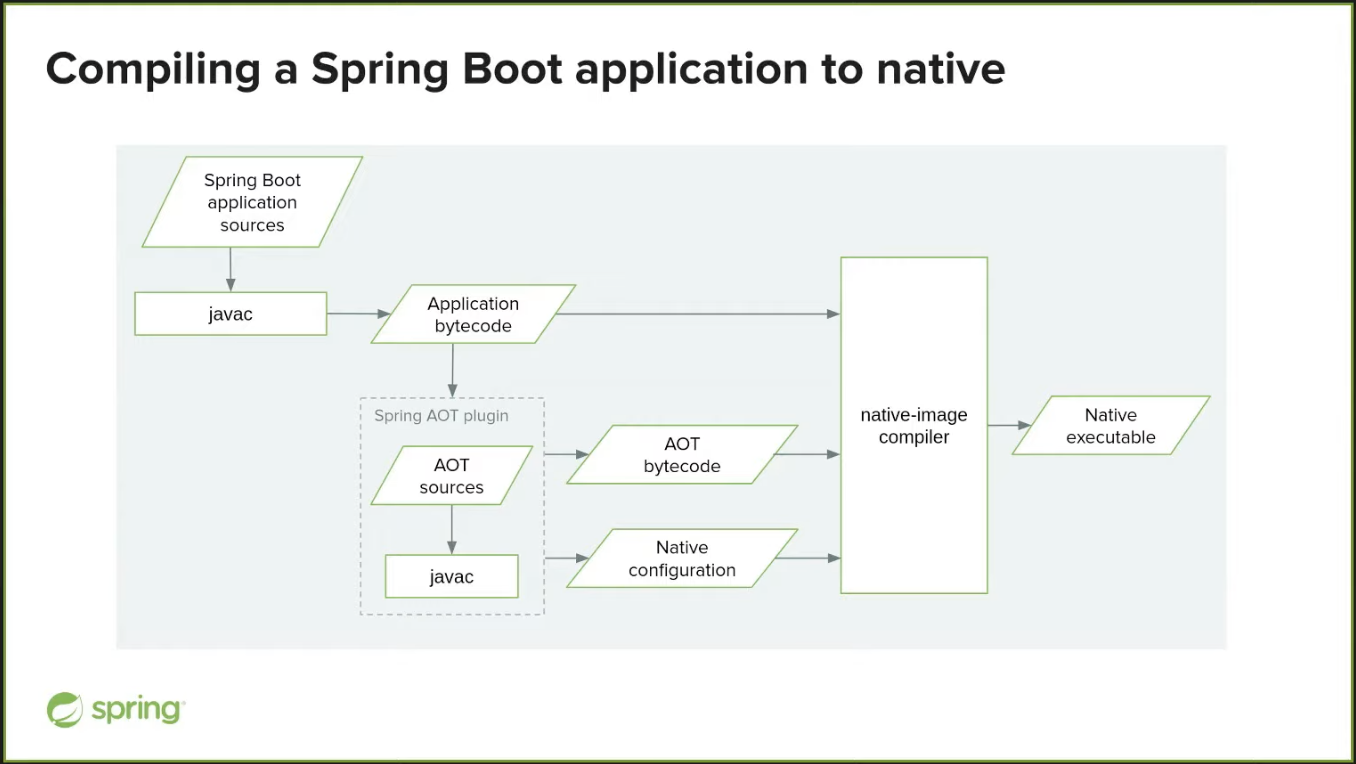 Compiling a Spring Boot application to native
Spring Boot
application
sources
javac
Application
bytecode
Spring AOT plugin
AOT
sources
javac
AOT
bytecode
Native
configuration
native-image
compiler
Native
executable
spring